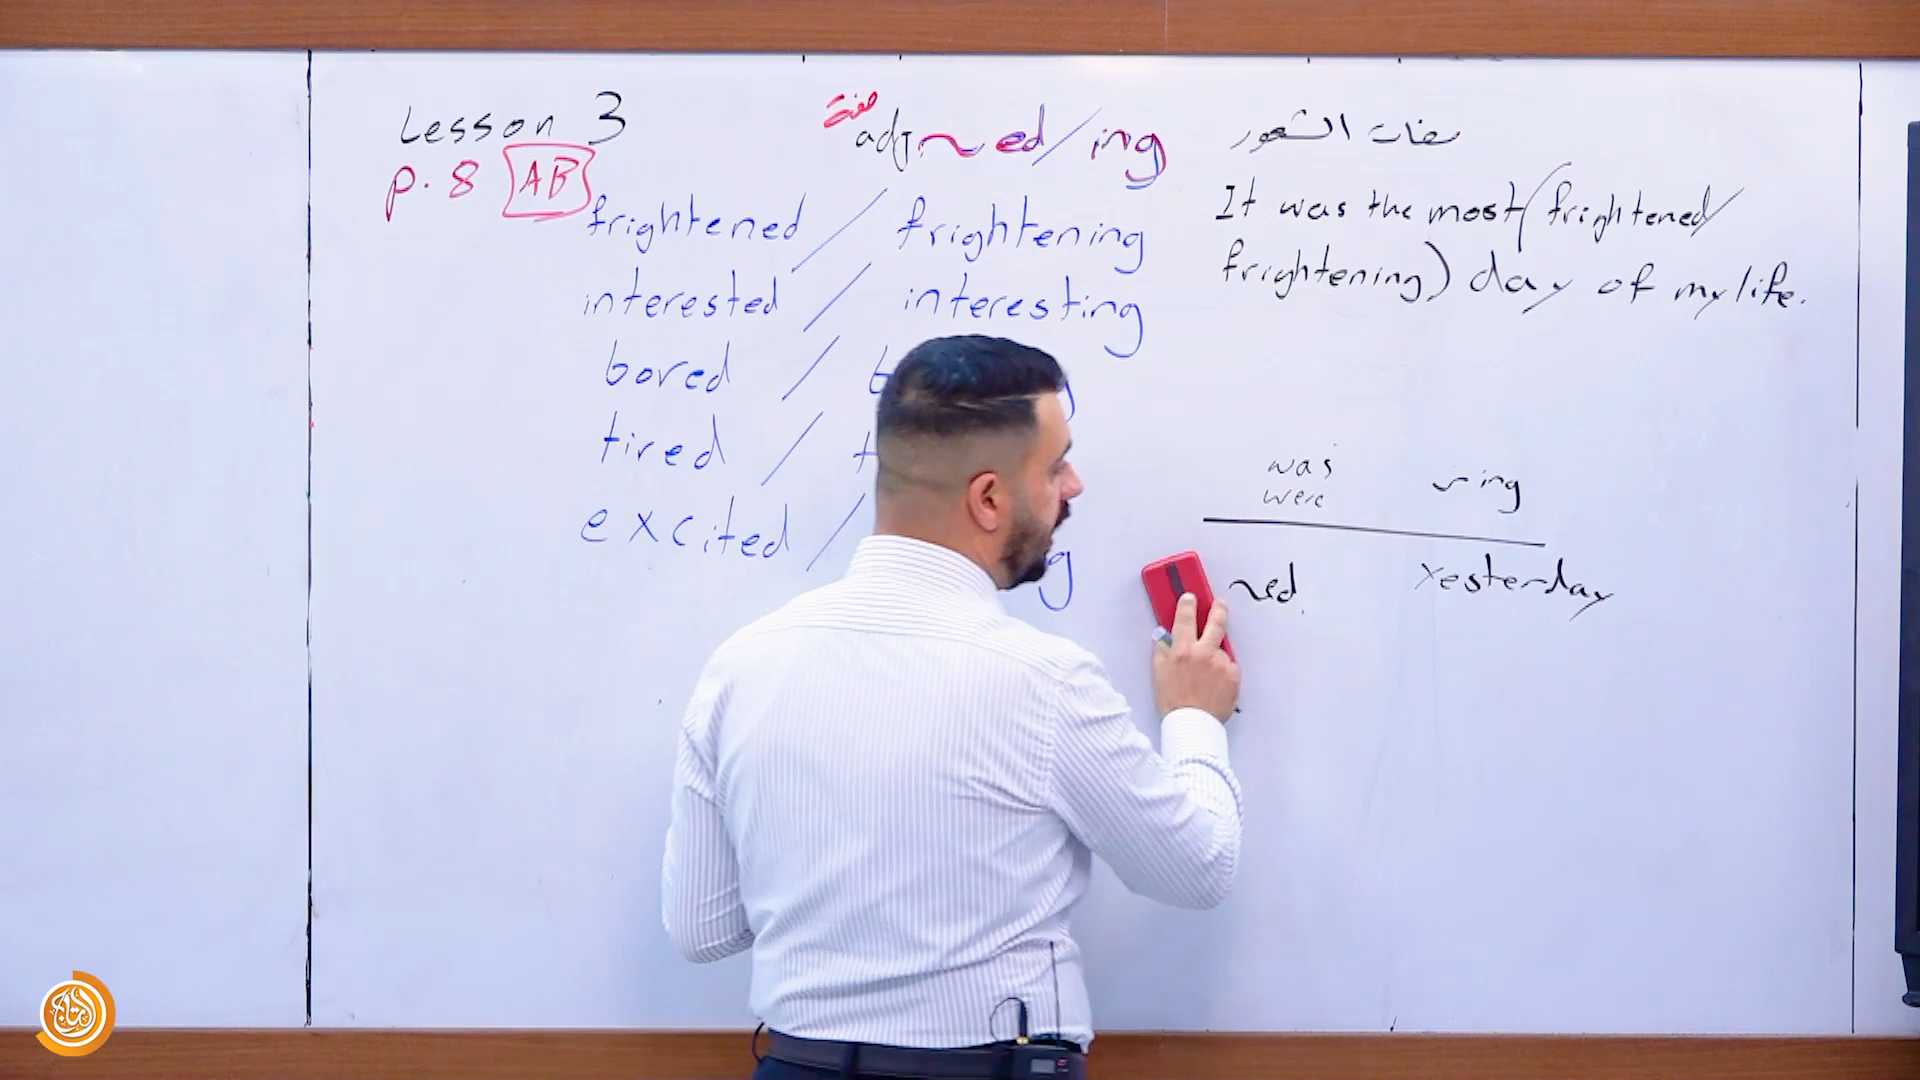 Lesson 3
p. 8 AB
صفة
adj ~ed / ing
frightened / frightening
interested / interesting
bored /
tired /
excited /
صفات الشعور
It was the most (frightened/
frightening) day of my life.
was ~ing
were
~ed yesterday